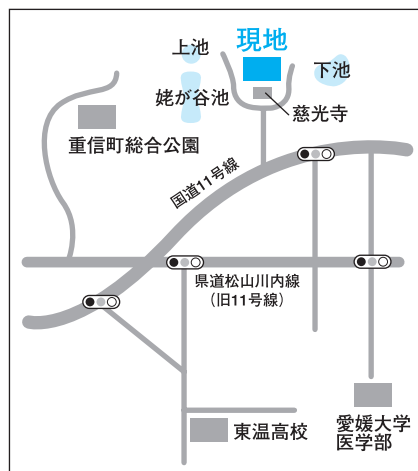 上池
現地
下池
姥が谷池
慈光寺
重信町総合公園
国道11号線
県道松山川内線
（旧11号線）
東温高校
愛媛大学
医学部